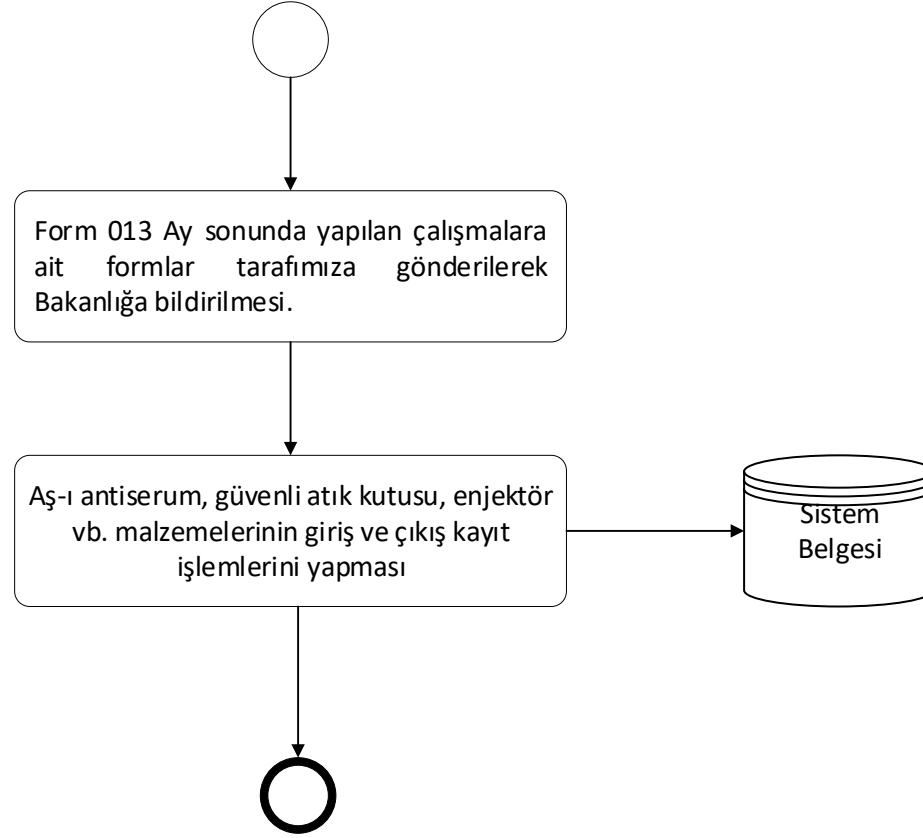 Form 013 Ay sonunda yapılan çalışmalara
ait formlar tarafımıza gönderilerek
Bakanlığa bildirilmesi.
Aş-ı antiserum, güvenli atık kutusu, enjektör
vb. malzemelerinin giriş ve çıkış kayıt
işlemlerini yapması
Sistem
Belgesi